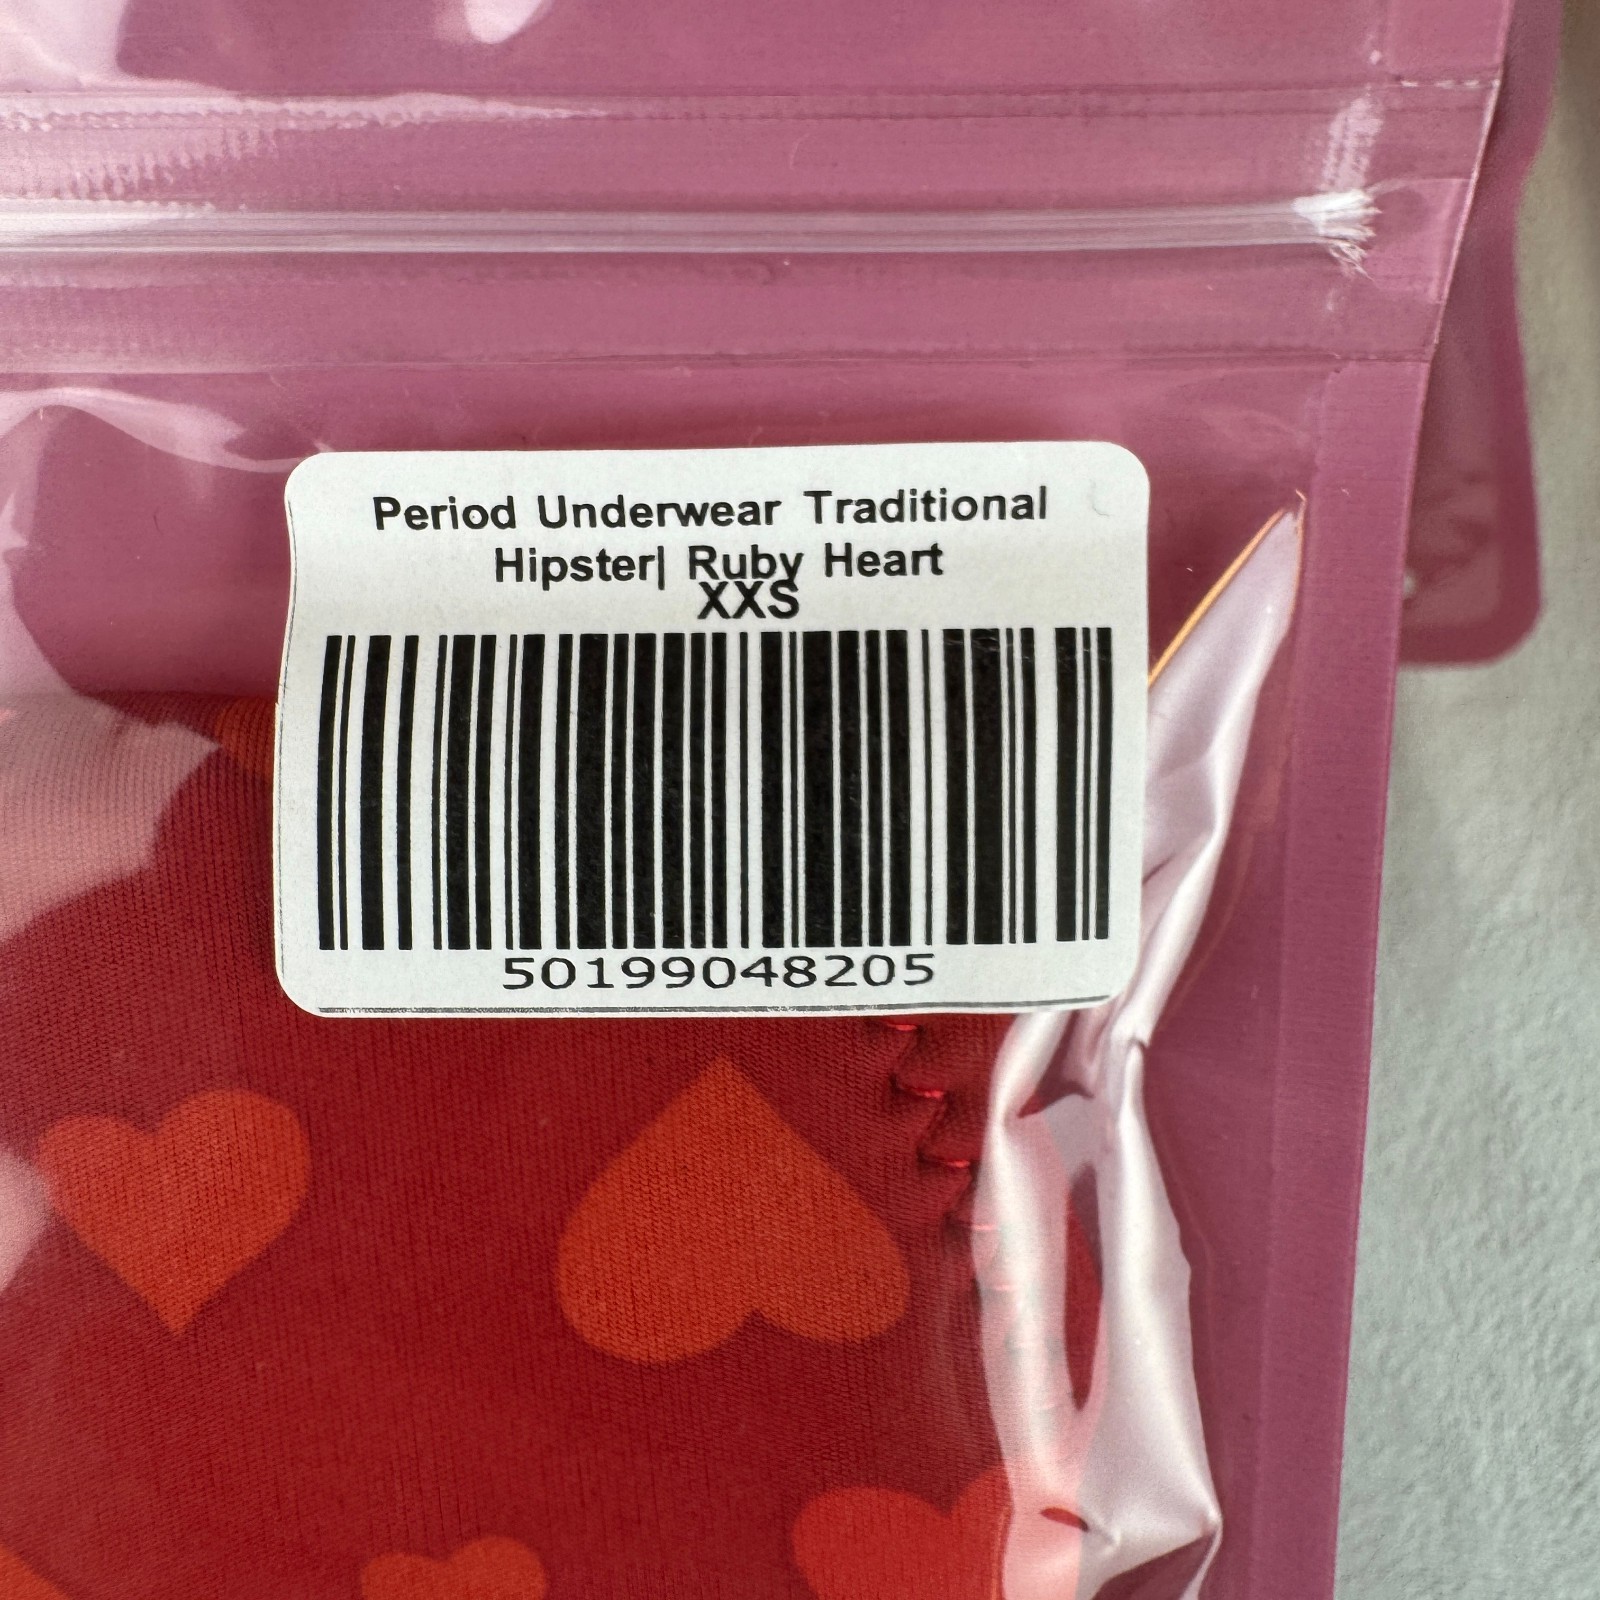 Period Underwear Traditional
Hipster| Ruby Heart
XXS
50199048205